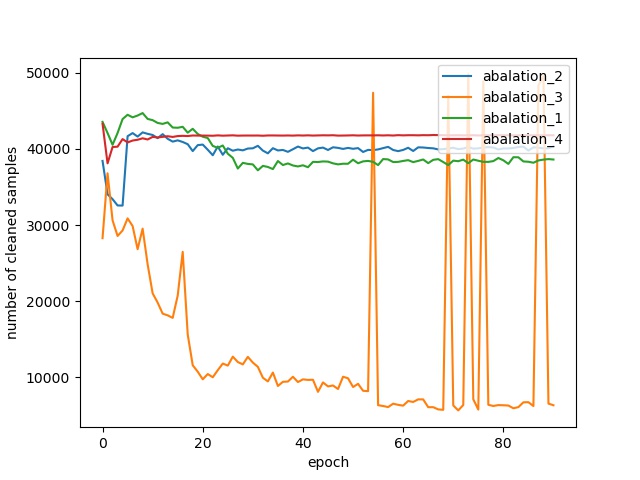 50000
40000
30000
20000
10000
number of cleaned samples
0
20
40
60
80
epoch
abalation_2
abalation_3
abalation_1
abalation_4